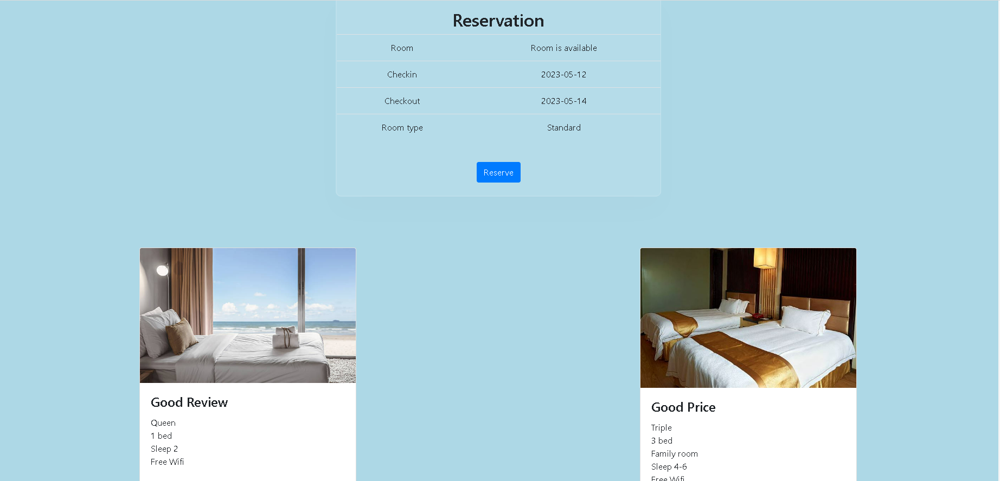 Reservation
Room Room is available
Checkin 2023-05-12
Checkout 2023-05-14
Room type Standard
Reserve
Good Review
Queen
1 bed
Sleep 2
Free Wifi
Good Price
Triple
3 bed
Family room
Sleep 4-6
Free Wifi